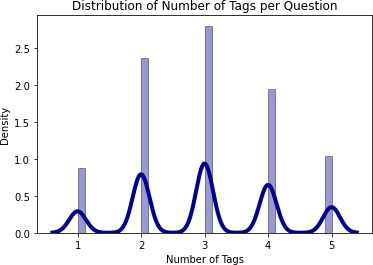 Distribution of Number of Tags per Question
Density
2.5
2.0
1.5
1.0
0.5
0.0
1 2 3 4 5
Number of Tags